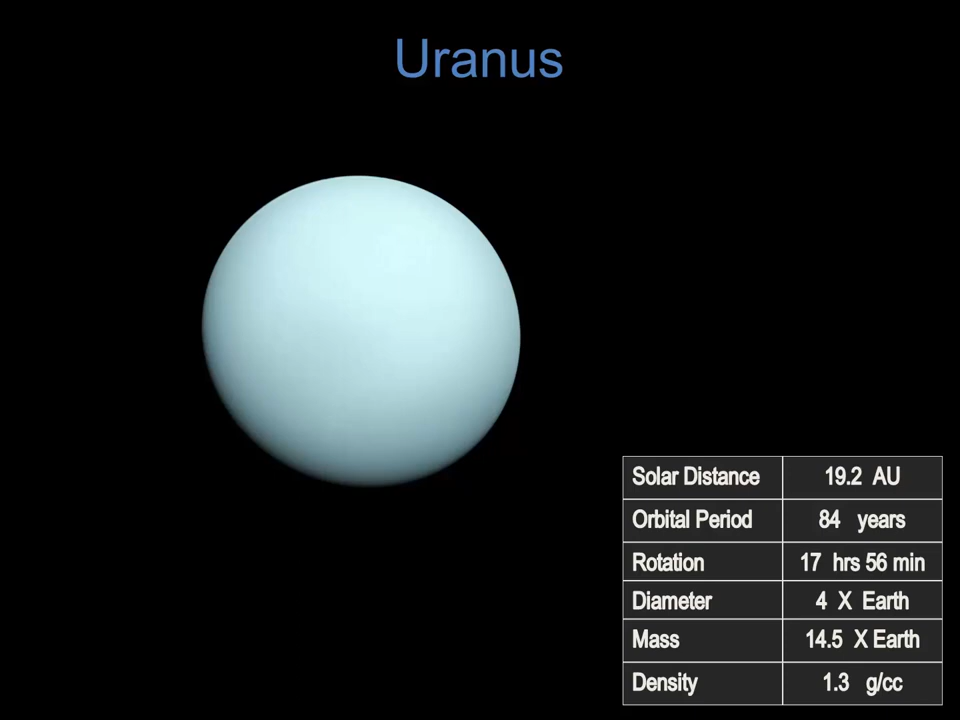 Uranus
Solar Distance 19.2 AU
Orbital Period 84 years
Rotation 17 hrs 56 min
Diameter 4 X Earth
Mass 14.5 X Earth
Density 1.3 g/cc